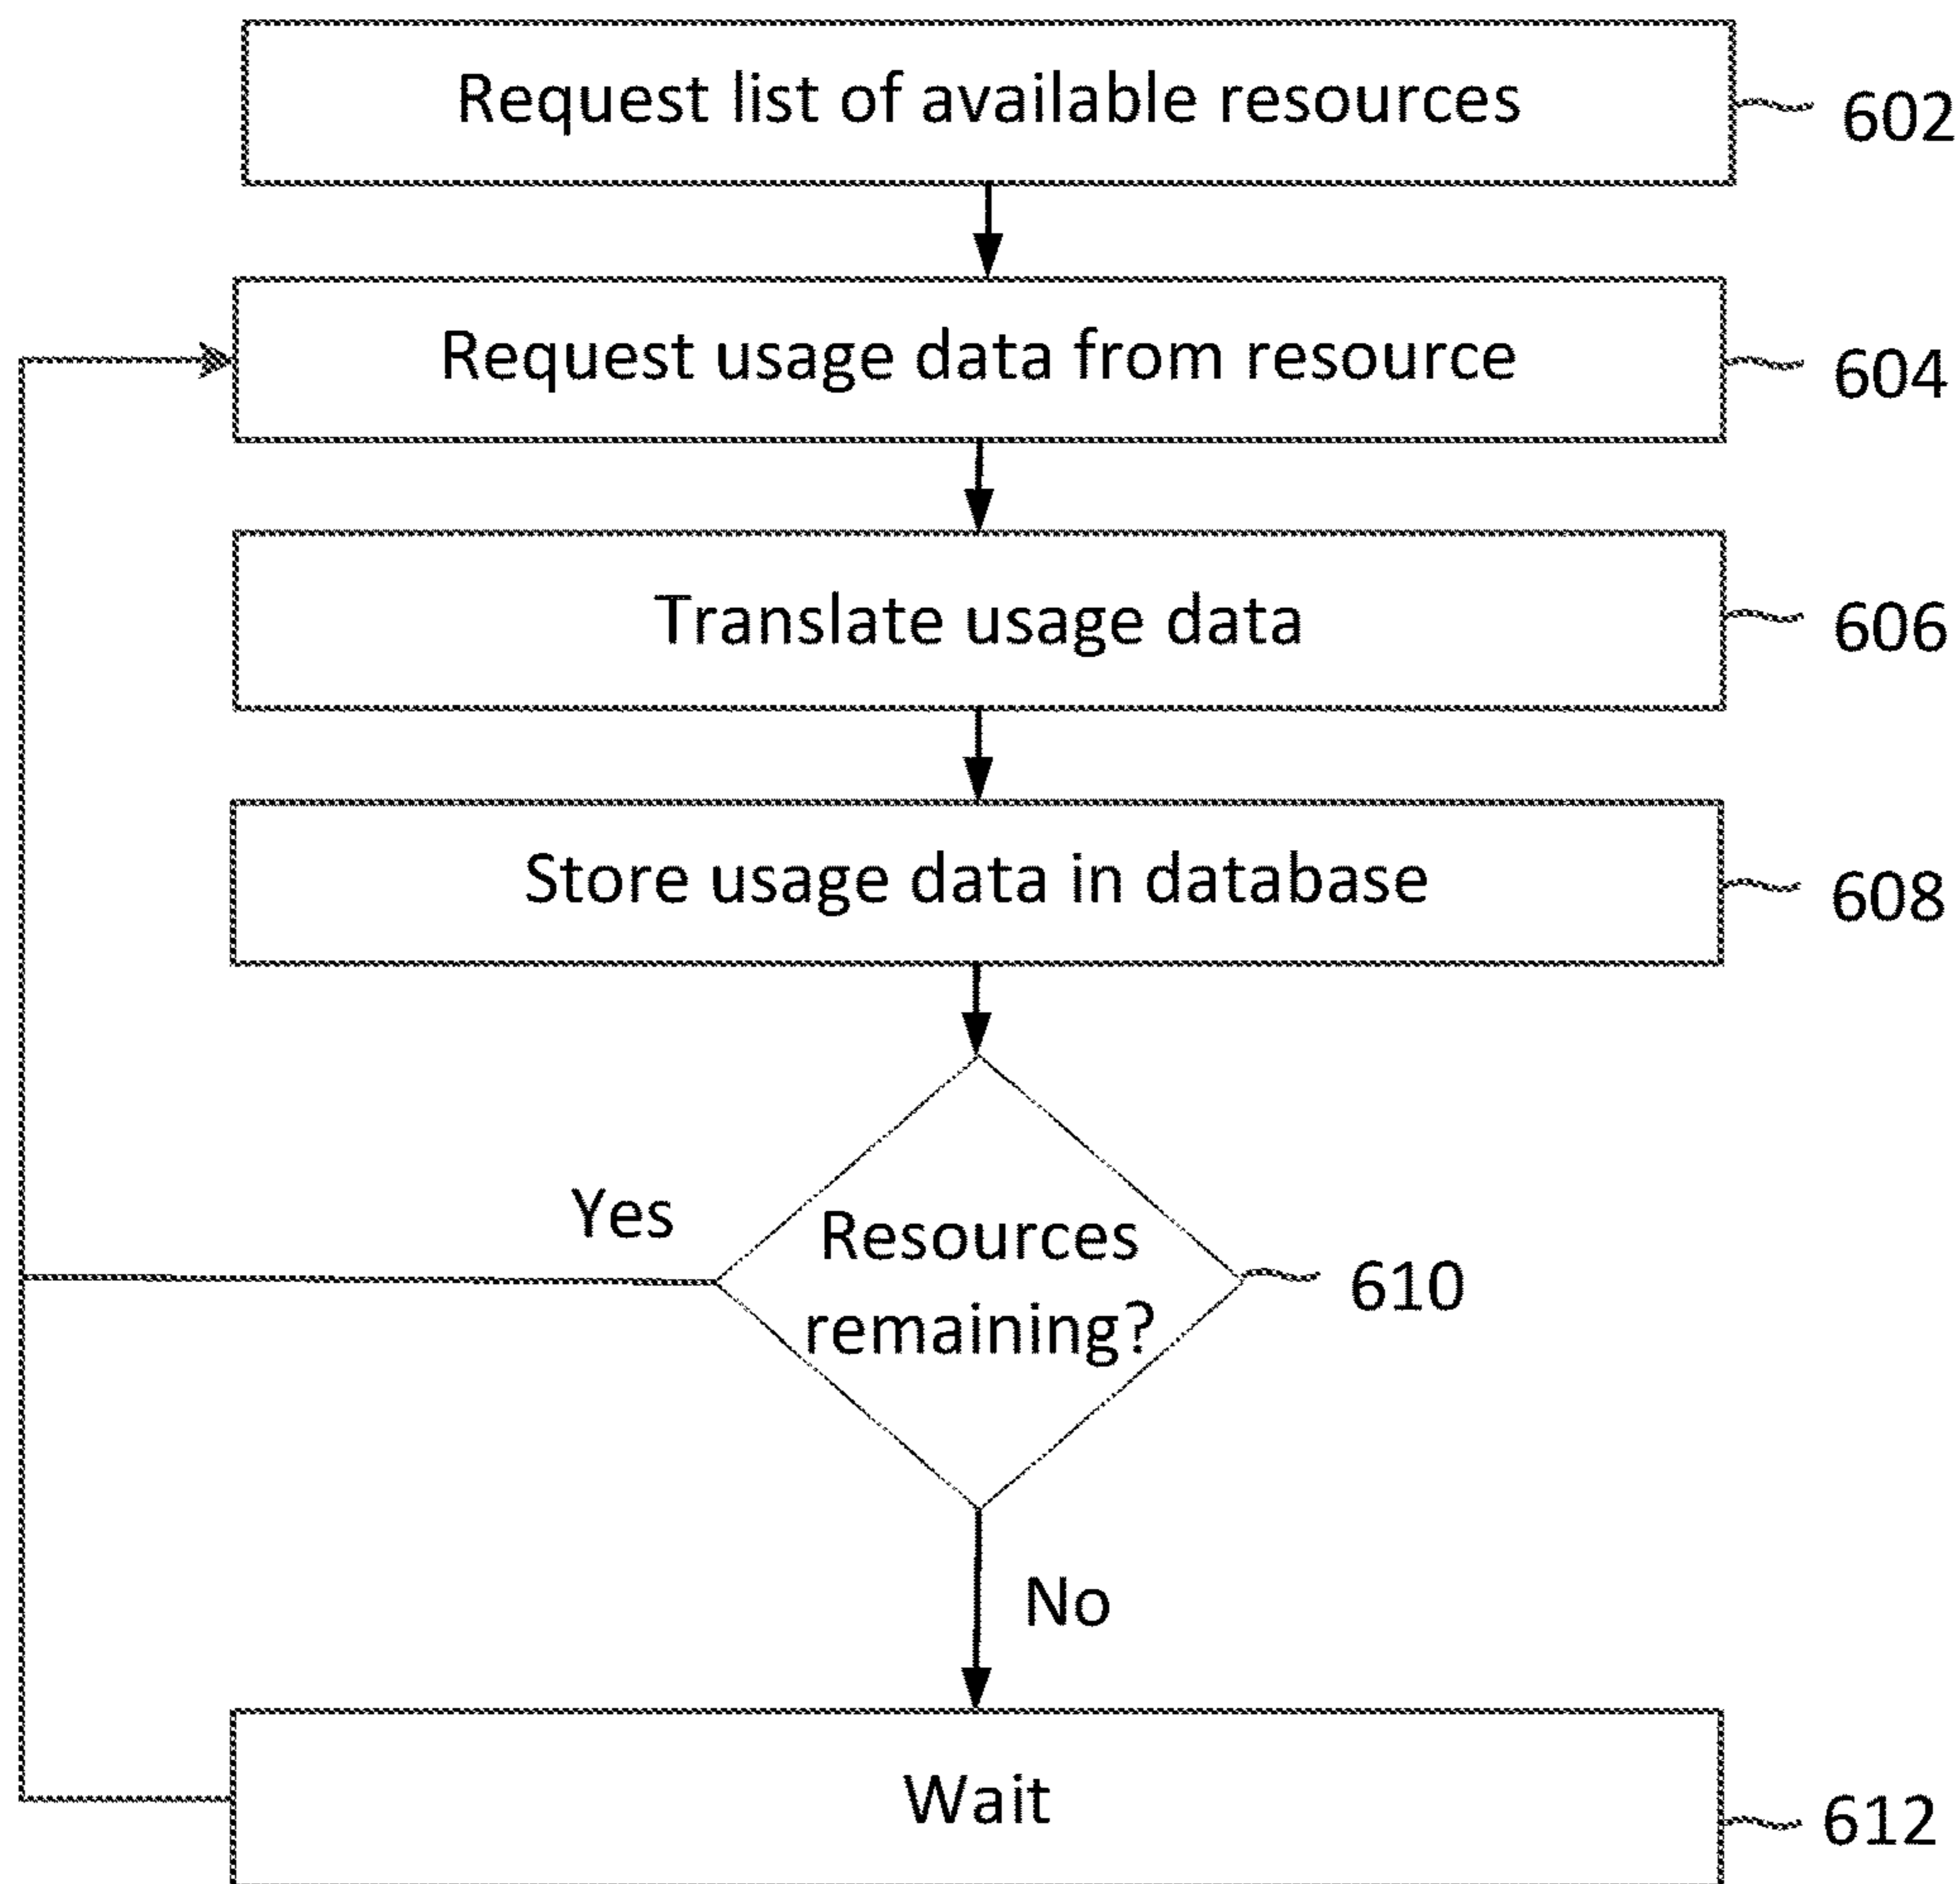 Request list of available resources
602
Request usage data from resource
604
Translate usage data
606
Store usage data in database
608
Yes
Resources
remaining?
610
No
Wait
612